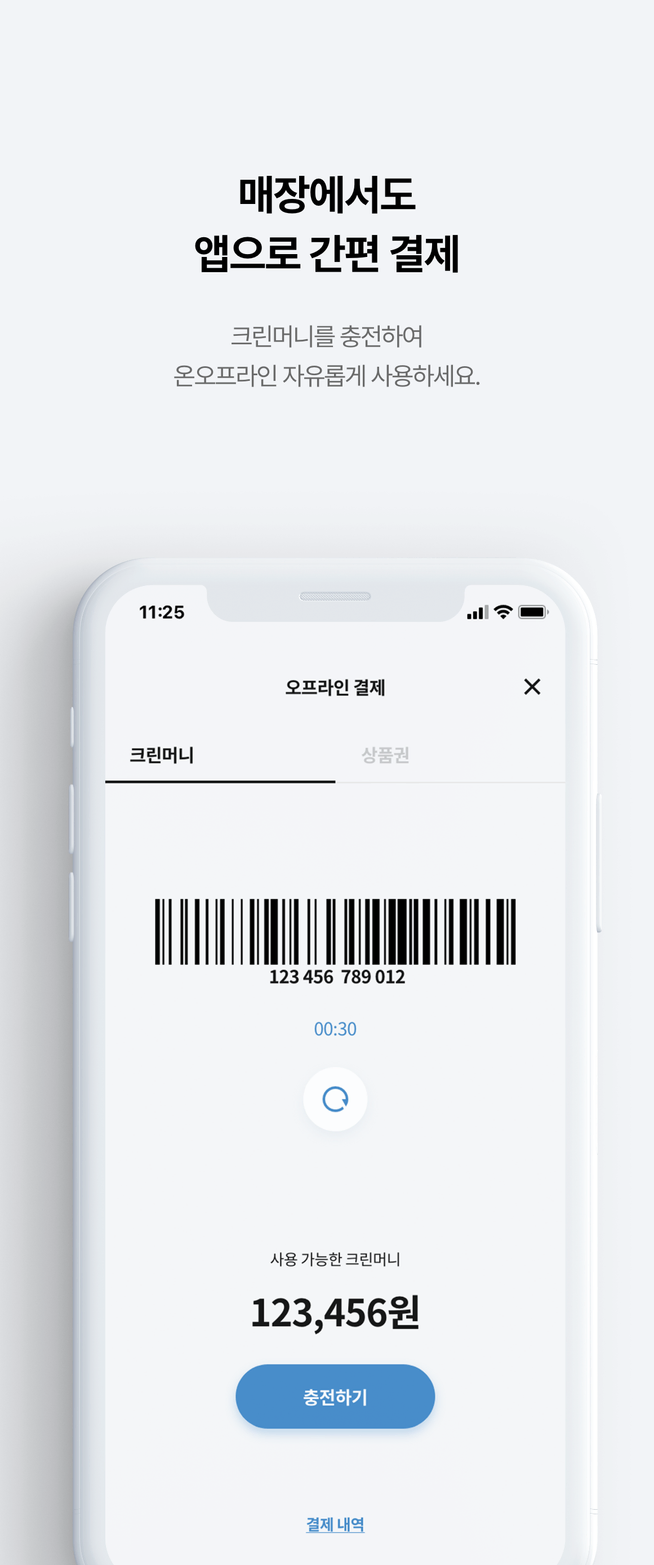 매장에서도
앱으로 간편 결제
크린머니를 충전하여
온오프라인 자유롭게 사용하세요.
11:25
오프라인 결제
크린머니 상품권
123 456 789 012
00:30
사용 가능한 크린머니
123,456원
충전하기
결제 내역